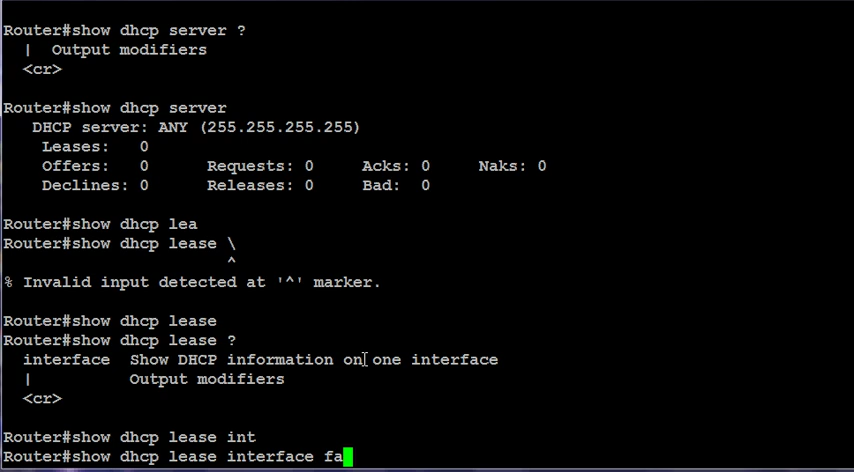 Router#show dhcp server ?
  |  Output modifiers
  <cr>
Router#show dhcp server
   DHCP server: ANY (255.255.255.255)
    Leases:   0
    Offers:   0      Requests: 0     Acks: 0     Naks: 0
    Declines: 0      Releases: 0     Bad:  0
Router#show dhcp lea
Router#show dhcp lease \
                       ^
% Invalid input detected at '^' marker.
Router#show dhcp lease
Router#show dhcp lease ?
  interface  Show DHCP information on one interface
  |          Output modifiers
  <cr>
Router#show dhcp lease int
Router#show dhcp lease interface fa